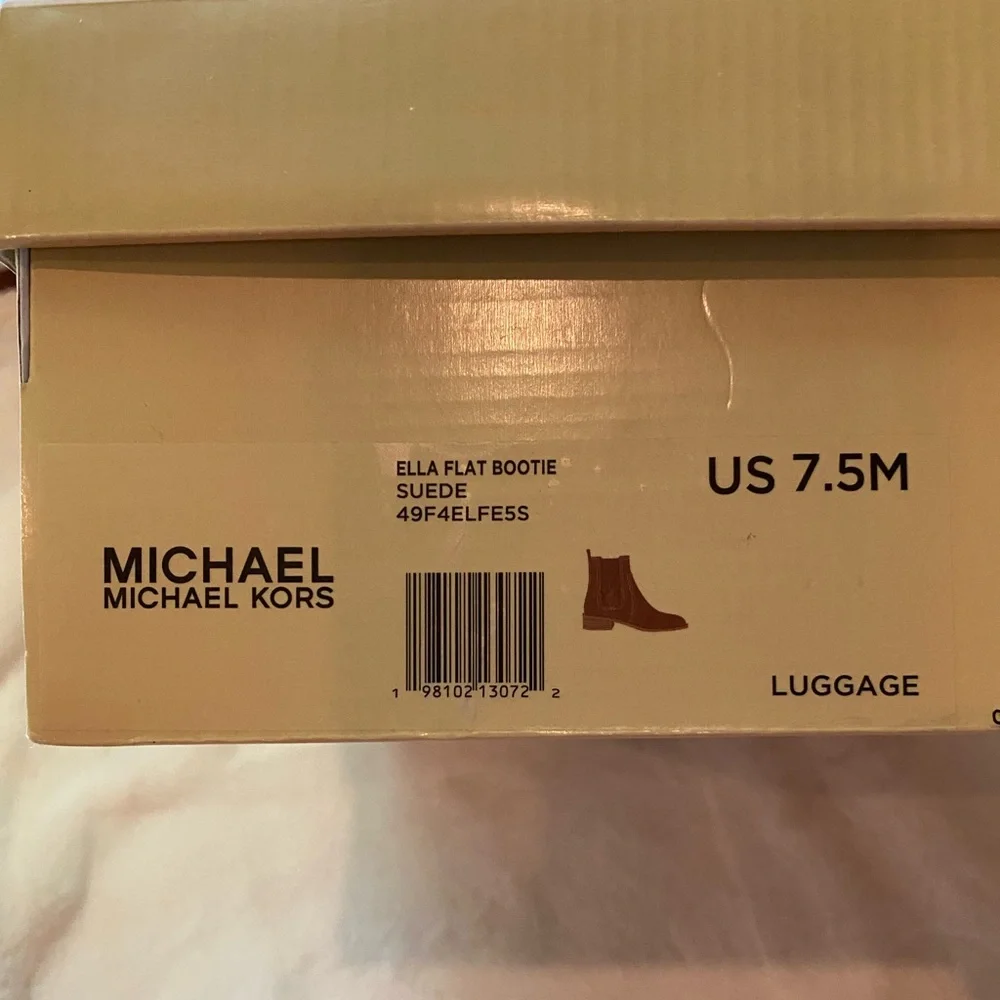 ELLA FLAT BOOTIE
SUEDE
49F4ELFE5S
US 7.5M
MICHAEL
MICHAEL KORS
1 98102 13072 2
LUGGAGE